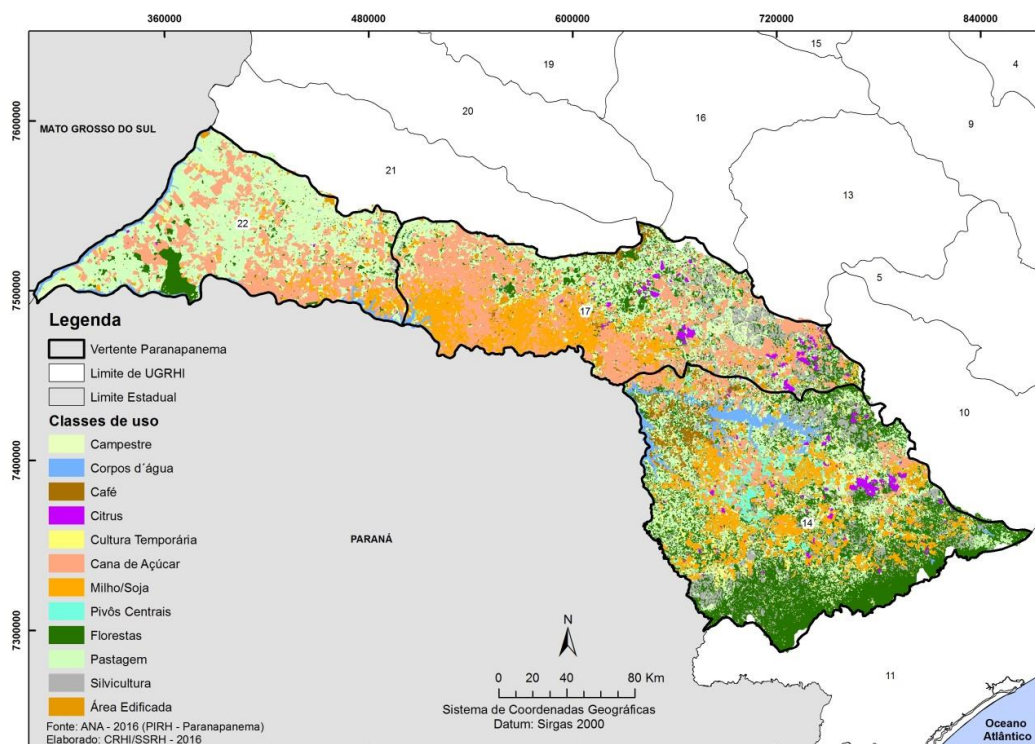 360000 480000 600000 720000 840000
7600000
7500000
7400000
7300000
MATO GROSSO DO SUL
15
4
19
20
16
9
21
13
22
5
17
10
14
11
PARANÁ
Legenda
Vertente Paranapanema
Limite de UGRHI
Limite Estadual
Classes de uso
Campestre
Corpos d´água
Café
Citrus
Cultura Temporária
Cana de Açúcar
Milho/Soja
Pivôs Centrais
Florestas
Pastagem
Silvicultura
Área Edificada
Fonte: ANA - 2016 (PIRH - Paranapanema)
Elaborado: CRHI/SSRH - 2016
N
0 10 20 40 60 80 Km
Sistema de Coordenadas Geográficas
Datum: Sirgas 2000
Oceano
Atlântico